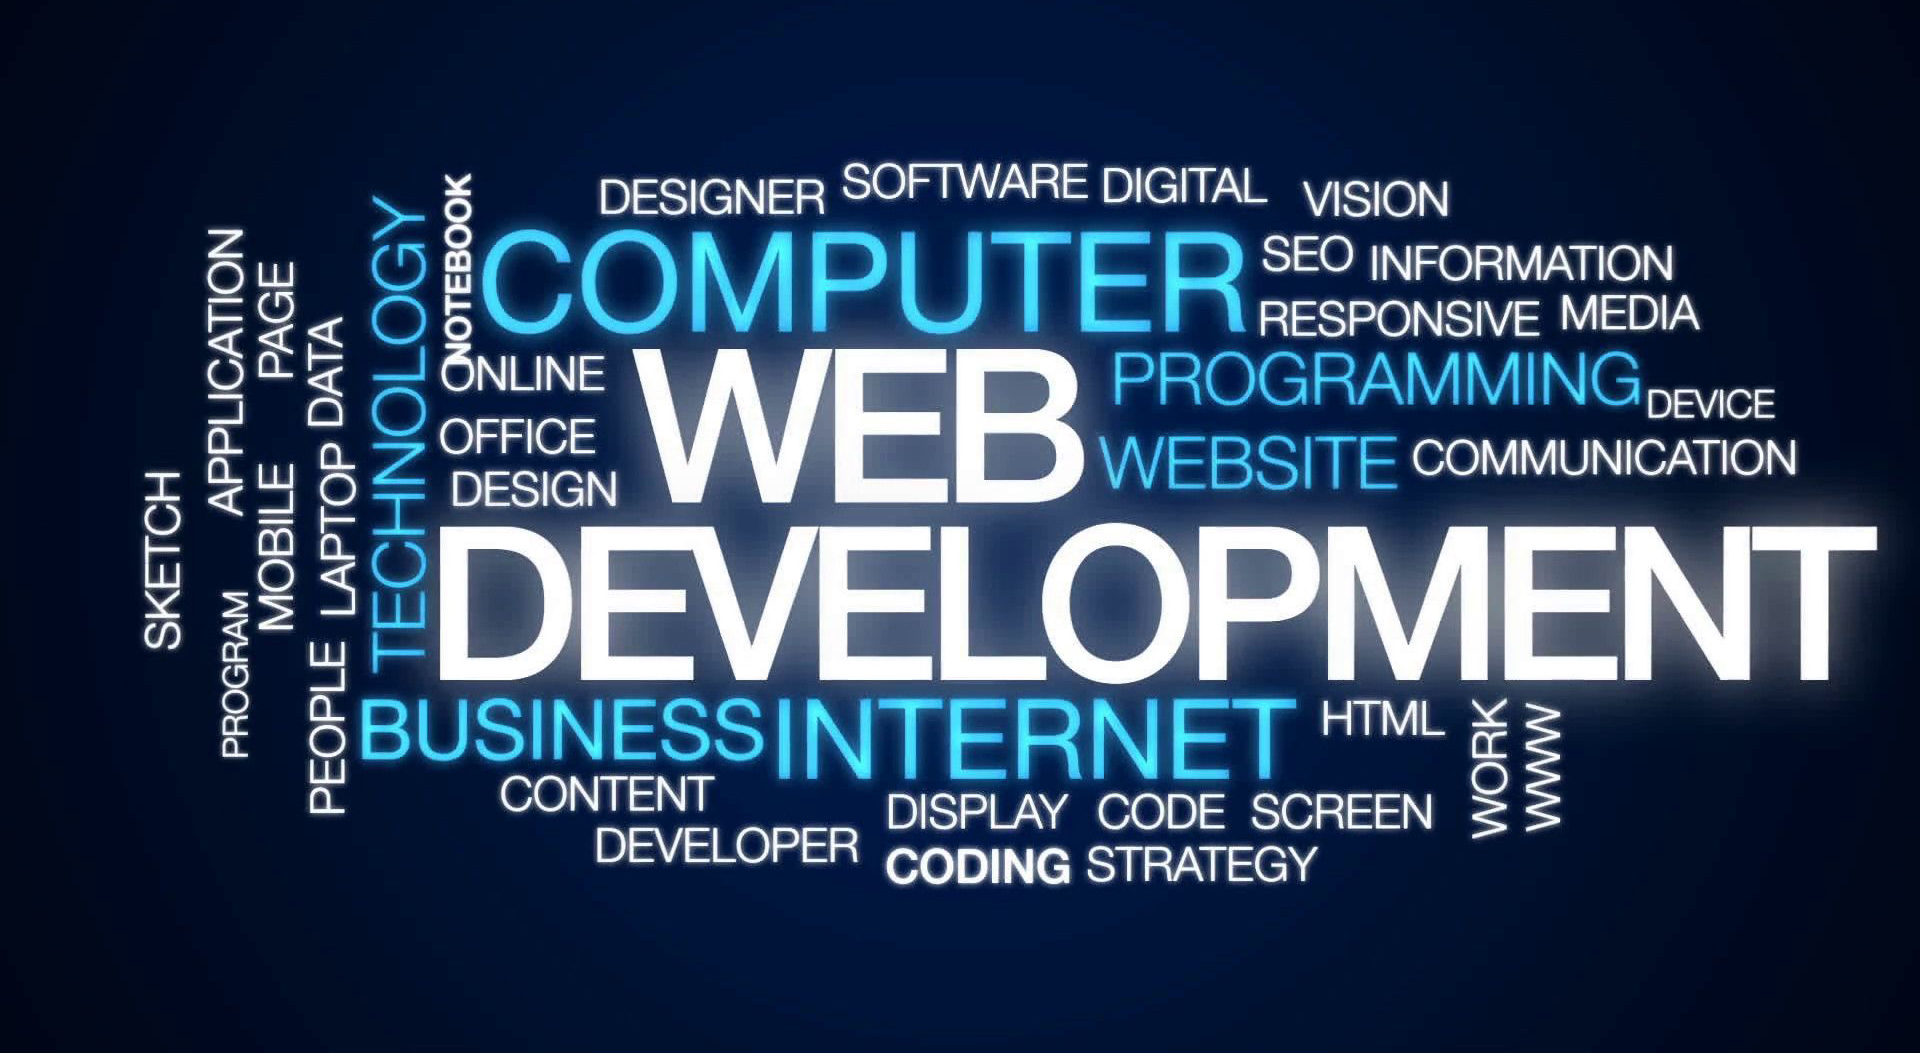 DESIGNER SOFTWARE DIGITAL VISION
COMPUTER
SEO INFORMATION
RESPONSIVE MEDIA
NOTEBOOK
TECHNOLOGY
APPLICATION
PAGE
DATA
ONLINE
WEB
PROGRAMMING
DEVICE
OFFICE
WEBSITE COMMUNICATION
DESIGN
SKETCH
MOBILE
LAPTOP
DEVELOPMENT
PROGRAM
PEOPLE
BUSINESS INTERNET HTML
WORK
WWW
CONTENT
DISPLAY CODE SCREEN
DEVELOPER
CODING STRATEGY